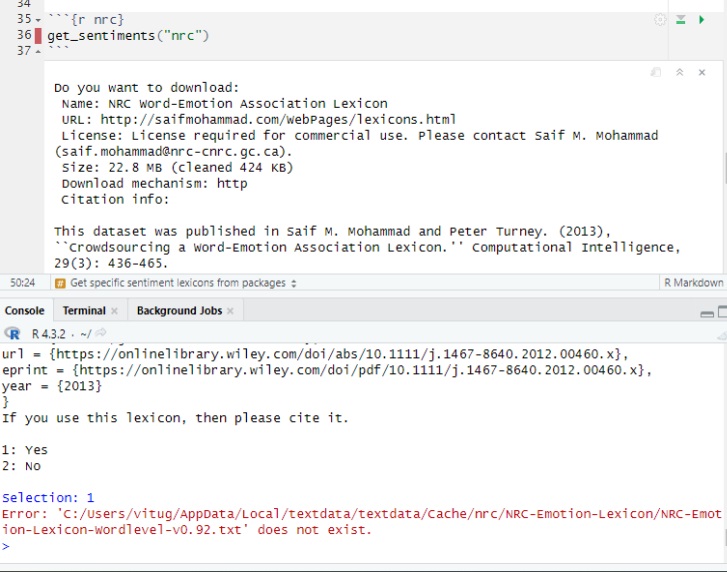 34
35 ```{r nrc}
36 get_sentiments("nrc")
37 ```
Do you want to download:
Name: NRC Word-Emotion Association Lexicon
URL: http://saifmohammad.com/WebPages/lexicons.html
License: License required for commercial use. Please contact Saif M. Mohammad
(saif.mohammad@nrc-cnrc.gc.ca).
Size: 22.8 MB (cleaned 424 KB)
Download mechanism: http
Citation info:
This dataset was published in Saif M. Mohammad and Peter Turney. (2013),
``Crowdsourcing a Word-Emotion Association Lexicon.'' Computational Intelligence,
29(3): 436-465.
50:24 # Get specific sentiment lexicons from packages R Markdown
Console Terminal Background Jobs
R 4.3.2 · ~/
url = {https://onlinelibrary.wiley.com/doi/abs/10.1111/j.1467-8640.2012.00460.x},
eprint = {https://onlinelibrary.wiley.com/doi/pdf/10.1111/j.1467-8640.2012.00460.x},
year = {2013}
}
If you use this lexicon, then please cite it.
1: Yes
2: No
Selection: 1
Error: 'C:/Users/vitug/AppData/Local/textdata/textdata/Cache/nrc/NRC-Emotion-Lexicon/NRC-Emot
ion-Lexicon-Wordlevel-v0.92.txt' does not exist.
>